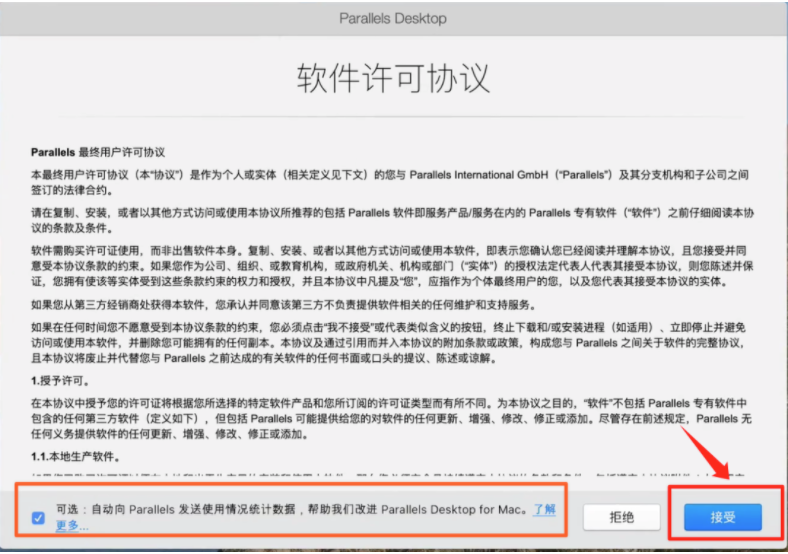 Parallels Desktop
软件许可协议
Parallels 最终用户许可协议
本最终用户许可协议（本“协议”）是作为个人或实体（相关定义见下文）的您与 Parallels International GmbH（“Parallels”）及其分支机构和子公司之间
签订的法律合约。
请在复制、安装，或者以其他方式访问或使用本协议所推荐的包括 Parallels 软件即服务产品/服务在内的 Parallels 专有软件（“软件”）之前仔细阅读本协
议的条款及条件。
软件需购买许可证使用，而非出售软件本身。复制、安装、或者以其他方式访问或使用本软件，即表示您确认您已经阅读并理解本协议，且您接受并同
意受本协议条款的约束。如果您作为公司、组织、或教育机构，或政府机关、机构或部门（“实体”）的授权法定代表人代表其接受本协议，则您陈述并保
证，您拥有使该等实体受到这些条款约束的权力和授权，并且本协议中凡提及“您”，应指作为个体最终用户的您，以及您代表其接受本协议的实体。
如果您从第三方经销商处获得本软件，您承认并同意该第三方不负责提供软件相关的任何维护和支持服务。
如果在任何时间您不愿意受到本协议条款的约束，您必须点击“我不接受”或代表类似含义的按钮，终止下载和/或安装进程（如适用）、立即停止并避免
访问或使用本软件，并删除您可能拥有的任何副本。本协议及通过引用而并入本协议的附加条款或政策，构成您与 Parallels 之间关于软件的完整协议，
且本协议将废止并代替您与 Parallels 之前达成的有关软件的任何书面或口头的提议、陈述或谅解。
1.授予许可。
在本协议中授予您的许可证将根据您所选择的特定软件产品和您所订阅的许可证类型而有所不同。为本协议之目的，“软件”不包括 Parallels 专有软件中
包含的任何第三方软件（定义如下），但包括 Parallels 可能提供给您的对软件的任何更新、增强、修改、修正或添加。尽管存在前述规定，Parallels 无
任何义务提供软件的任何更新、增强、修改、修正或添加。
1.1.本地生产软件。
可选：自动向 Parallels 发送使用情况统计数据，帮助我们改进 Parallels Desktop for Mac。了解
更多...
拒绝
接受